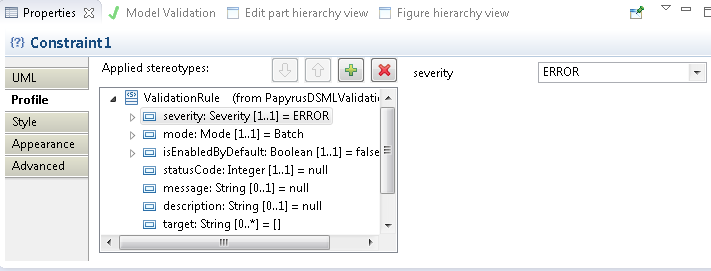 Properties Model Validation Edit part hierarchy view Figure hierarchy view
{?} Constraint1
UML
Profile
Style
Appearance
Advanced
Applied stereotypes:
ValidationRule (from PapyrusDSMLValidati
severity: Severity [1..1] = ERROR
mode: Mode [1..1] = Batch
isEnabledByDefault: Boolean [1..1] = false
statusCode: Integer [1..1] = null
message: String [0..1] = null
description: String [0..1] = null
target: String [0..*] = []
severity ERROR